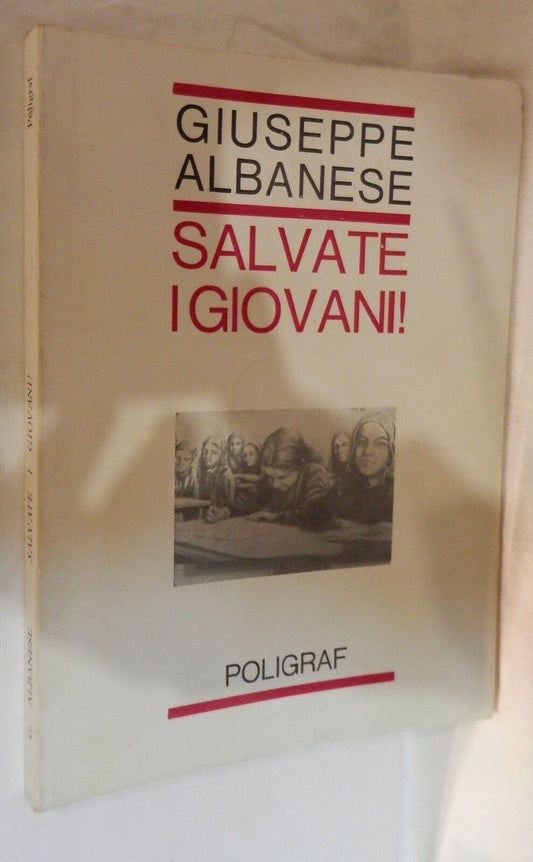 GIUSEPPE
ALBANESE
SALVATE
I GIOVANI!
POLIGRAF
Poligraf
SALVATE I GIOVANI!
ALBANESE